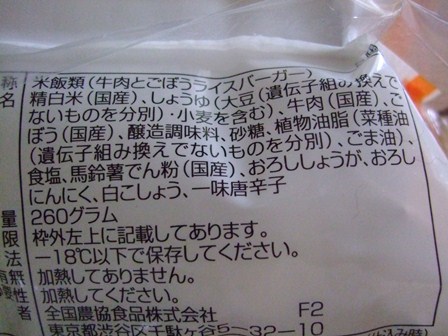 称 米飯類(牛肉とごぼうライスバーガー)
名 精白米(国産)、しょうゆ(大豆(遺伝子組み換えで
ないものを分別)・小麦を含む)、牛肉(国産)、ご
ぼう(国産)、醸造調味料、砂糖、植物油脂(菜種油
(遺伝子組み換えでないものを分別)、ごま油)、
食塩、馬鈴薯でん粉(国産)、おろししょうが、おろし
にんにく、白こしょう、一味唐辛子
量 260グラム
限 枠外左上に記載してあります。
法 -18℃以下で保存してください。
有無 加熱してありません。
要性 加熱してください。
者 全国農協食品株式会社 F2
東京都渋谷区千駄ヶ谷5-32-10